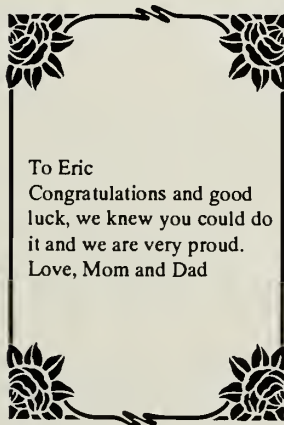 To Eric
Congratulations and good
luck, we knew you could do
it and we are very proud.
Love, Mom and Dad